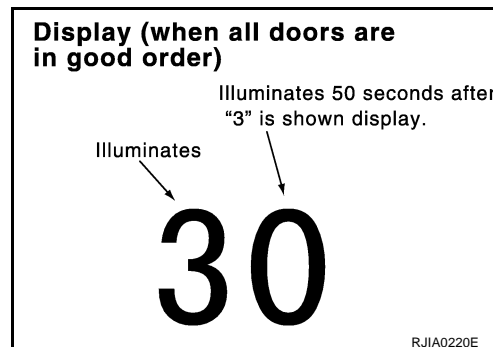 Display (when all doors are
in good order)
Illuminates 50 seconds after
“3” is shown display.
Illuminates
30
RJIA0220E